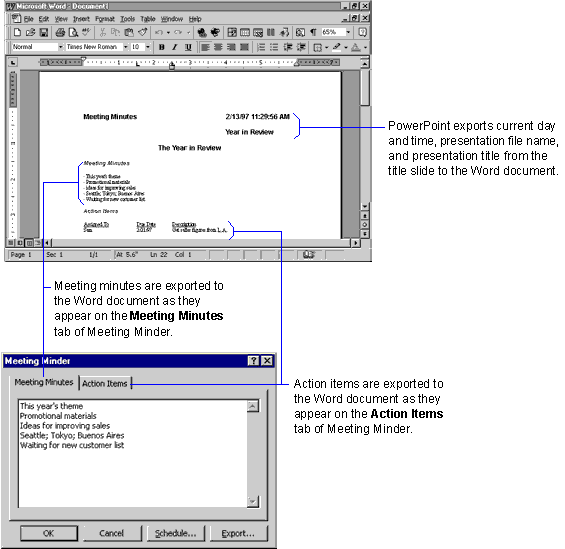 Microsoft Word - Document1
File Edit View Insert Format Tools Table Window Help
65%
Normal Times New Roman 10 B I U
Meeting Minutes 2/13/97 11:29:56 AM
Year in Review
The Year in Review
Meeting Minutes
This year's theme
Promotional materials
Ideas for improving sales
Seattle; Tokyo; Buenos Aires
Waiting for new customer list
Action Items
Assigned To Due Date Description
Sam Get sales figures from L.A.
Page 1 Sec 1 1/1 At 5.6" Ln 22 Col 1
PowerPoint exports current day
and time, presentation file name,
and presentation title from the
title slide to the Word document.
Meeting minutes are exported to
the Word document as they
appear on the Meeting Minutes
tab of Meeting Minder.
Meeting Minder
Meeting Minutes Action Items
This year's theme
Promotional materials
Ideas for improving sales
Seattle; Tokyo; Buenos Aires
Waiting for new customer list
OK Cancel Schedule... Export...
Action items are exported to
the Word document as they
appear on the Action Items
tab of Meeting Minder.